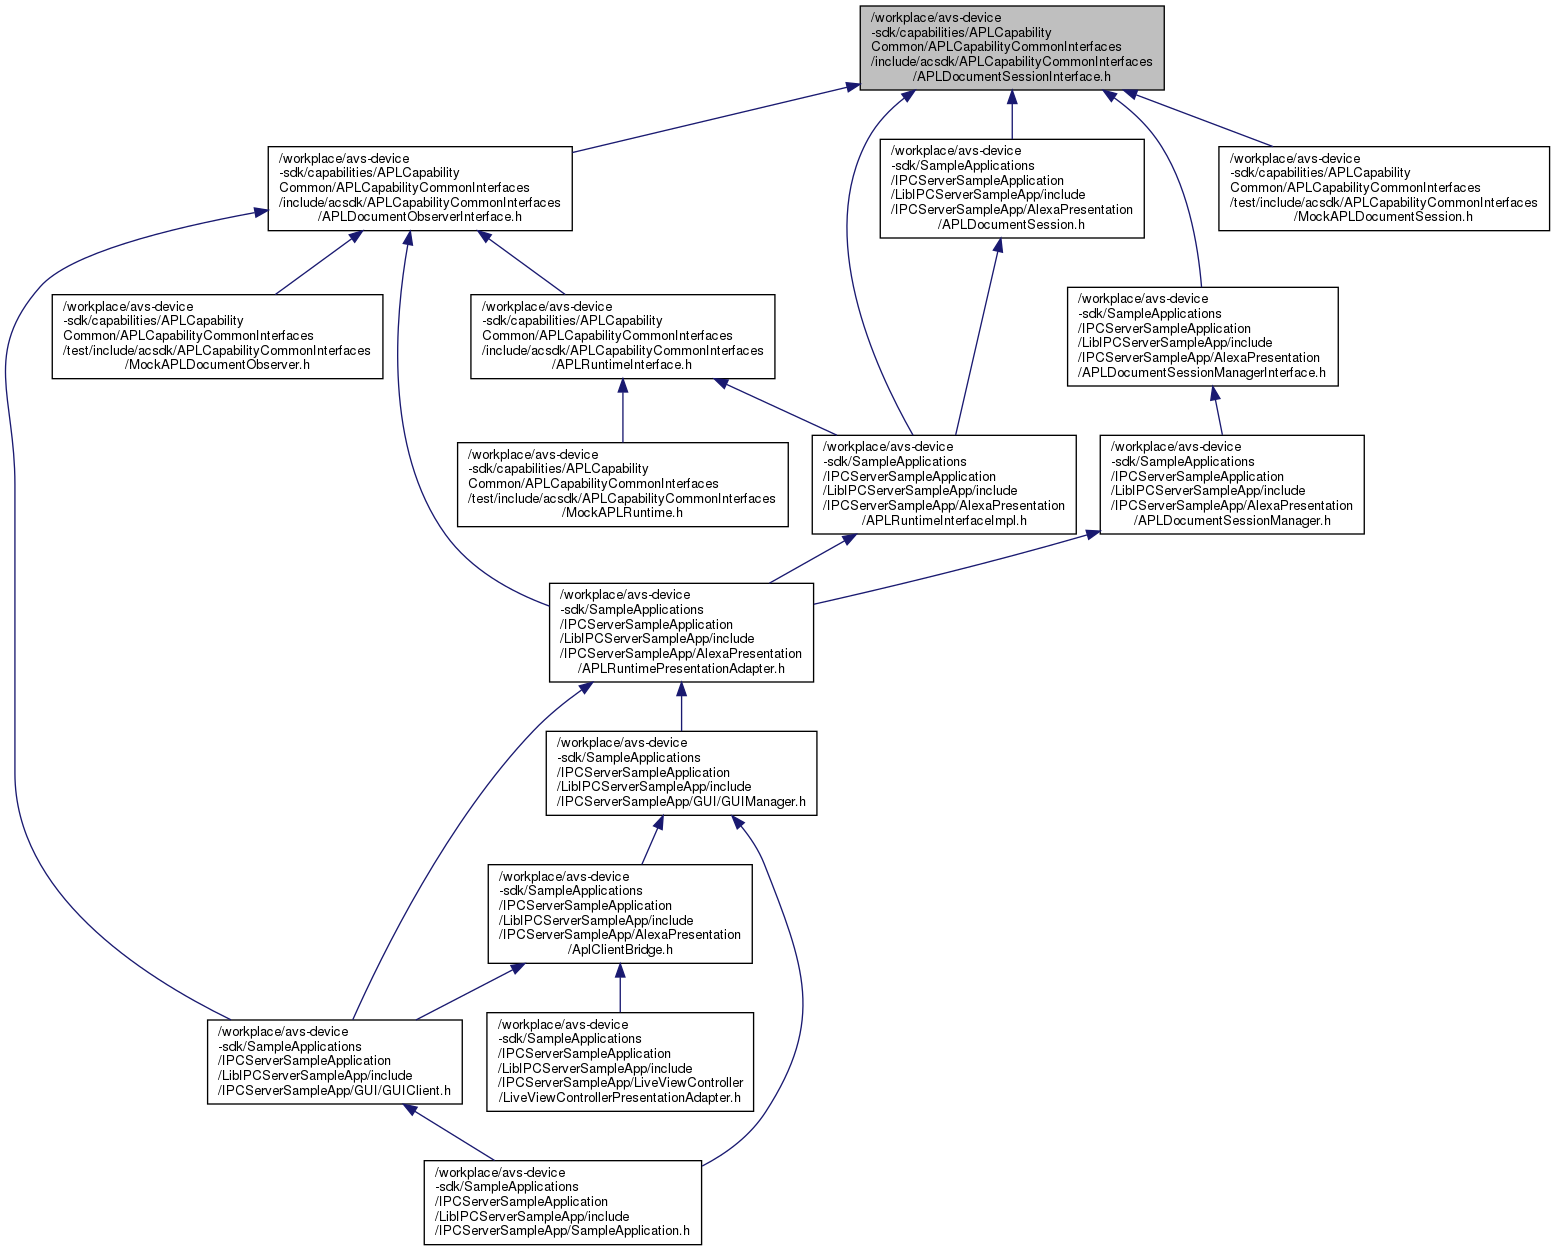 /workplace/avs-device
-sdk/capabilities/APLCapability
Common/APLCapabilityCommonInterfaces
/include/acsdk/APLCapabilityCommonInterfaces
/APLDocumentSessionInterface.h
/workplace/avs-device
-sdk/capabilities/APLCapability
Common/APLCapabilityCommonInterfaces
/include/acsdk/APLCapabilityCommonInterfaces
/APLDocumentObserverInterface.h
/workplace/avs-device
-sdk/SampleApplications
/IPCServerSampleApplication
/LibIPCServerSampleApp/include
/IPCServerSampleApp/AlexaPresentation
/APLDocumentSession.h
/workplace/avs-device
-sdk/capabilities/APLCapability
Common/APLCapabilityCommonInterfaces
/test/include/acsdk/APLCapabilityCommonInterfaces
/MockAPLDocumentSession.h
/workplace/avs-device
-sdk/capabilities/APLCapability
Common/APLCapabilityCommonInterfaces
/test/include/acsdk/APLCapabilityCommonInterfaces
/MockAPLDocumentObserver.h
/workplace/avs-device
-sdk/capabilities/APLCapability
Common/APLCapabilityCommonInterfaces
/include/acsdk/APLCapabilityCommonInterfaces
/APLRuntimeInterface.h
/workplace/avs-device
-sdk/SampleApplications
/IPCServerSampleApplication
/LibIPCServerSampleApp/include
/IPCServerSampleApp/AlexaPresentation
/APLDocumentSessionManagerInterface.h
/workplace/avs-device
-sdk/capabilities/APLCapability
Common/APLCapabilityCommonInterfaces
/test/include/acsdk/APLCapabilityCommonInterfaces
/MockAPLRuntime.h
/workplace/avs-device
-sdk/SampleApplications
/IPCServerSampleApplication
/LibIPCServerSampleApp/include
/IPCServerSampleApp/AlexaPresentation
/APLRuntimeInterfaceImpl.h
/workplace/avs-device
-sdk/SampleApplications
/IPCServerSampleApplication
/LibIPCServerSampleApp/include
/IPCServerSampleApp/AlexaPresentation
/APLDocumentSessionManager.h
/workplace/avs-device
-sdk/SampleApplications
/IPCServerSampleApplication
/LibIPCServerSampleApp/include
/IPCServerSampleApp/AlexaPresentation
/APLRuntimePresentationAdapter.h
/workplace/avs-device
-sdk/SampleApplications
/IPCServerSampleApplication
/LibIPCServerSampleApp/include
/IPCServerSampleApp/GUI/GUIManager.h
/workplace/avs-device
-sdk/SampleApplications
/IPCServerSampleApplication
/LibIPCServerSampleApp/include
/IPCServerSampleApp/AlexaPresentation
/AplClientBridge.h
/workplace/avs-device
-sdk/SampleApplications
/IPCServerSampleApplication
/LibIPCServerSampleApp/include
/IPCServerSampleApp/GUI/GUIClient.h
/workplace/avs-device
-sdk/SampleApplications
/IPCServerSampleApplication
/LibIPCServerSampleApp/include
/IPCServerSampleApp/LiveViewController
/LiveViewControllerPresentationAdapter.h
/workplace/avs-device
-sdk/SampleApplications
/IPCServerSampleApplication
/LibIPCServerSampleApp/include
/IPCServerSampleApp/SampleApplication.h